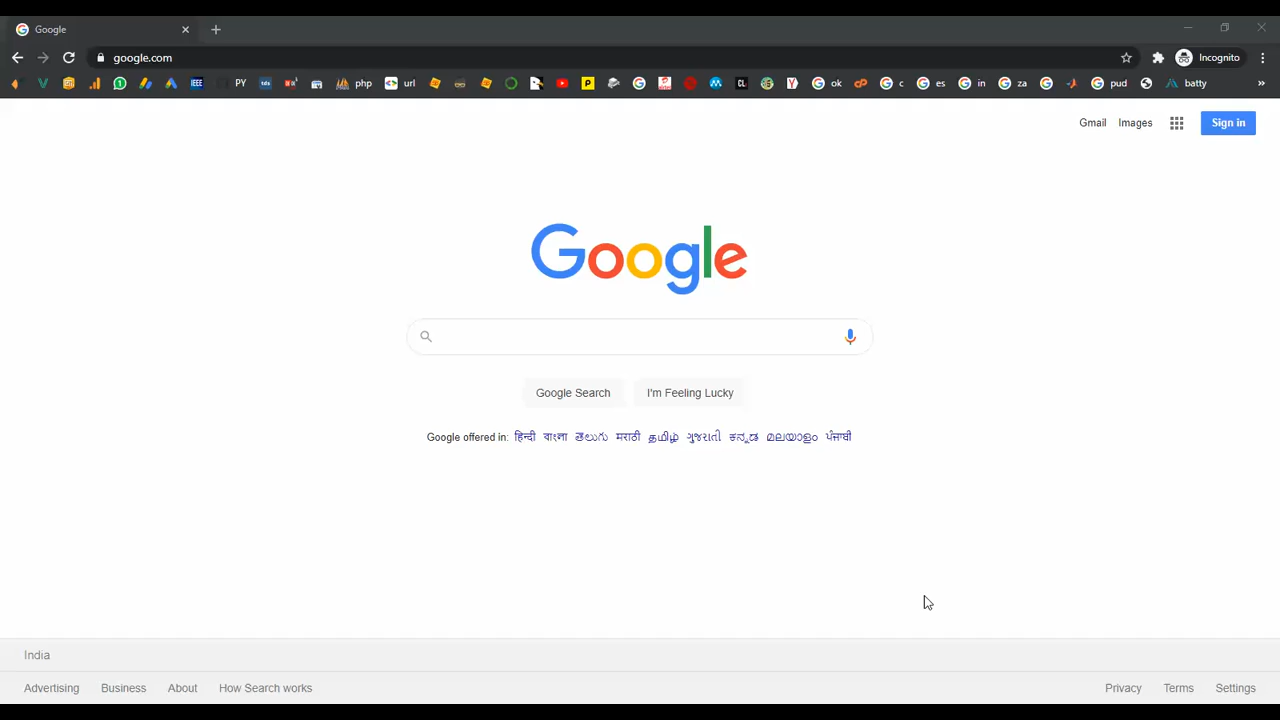 Google
google.com
Incognito
PY
php
url
ok
c
es
in
za
pud
batty
Gmail Images Sign in
Google
Google Search I'm Feeling Lucky
Google offered in: हिन्दी বাংলা తెలుగు मराठी தமிழ் ગુજરાતી ಕನ್ನಡ മലയാളം ਪੰਜਾਬੀ
India
Advertising Business About How Search works Privacy Terms Settings